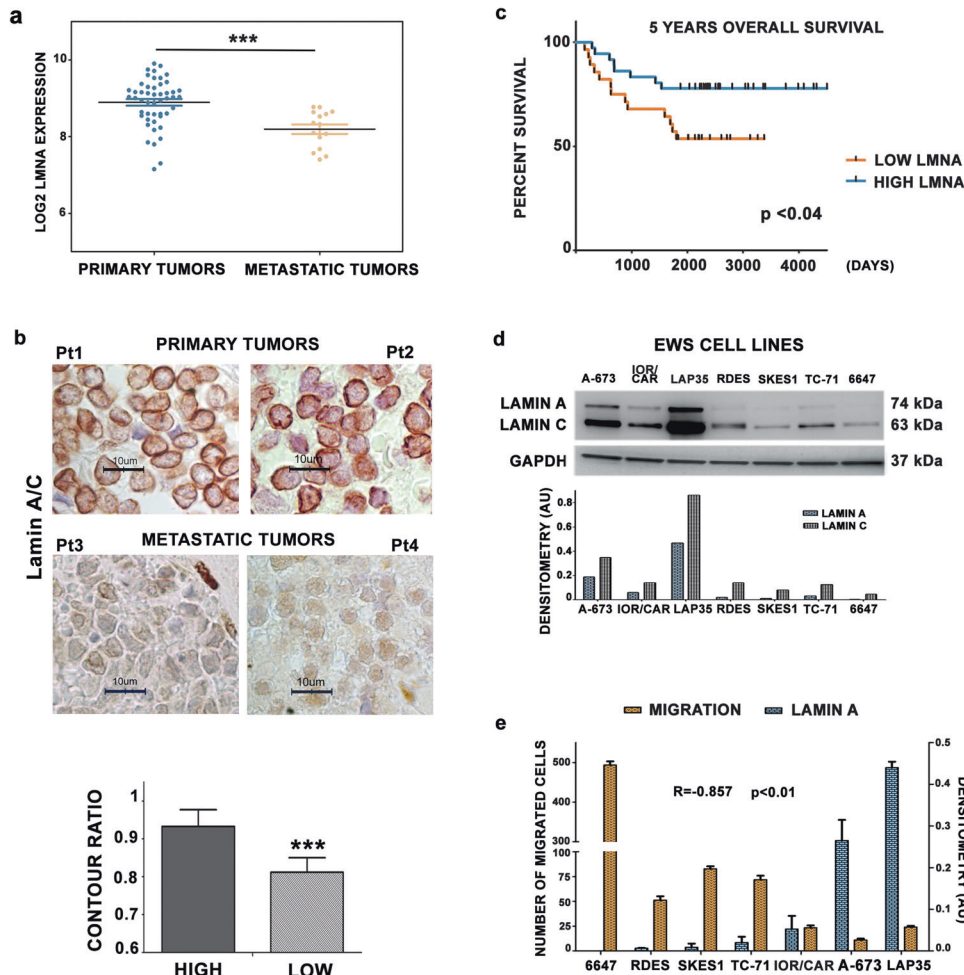 a
***
LOG2 LMNA EXPRESSION
10
8
6
PRIMARY TUMORS
METASTATIC TUMORS
b
PRIMARY TUMORS
Pt1
Pt2
10um
10um
Lamin A/C
METASTATIC TUMORS
Pt3
Pt4
10um
10um
CONTOUR RATIO
1
0.9
0.8
0.7
0.6
***
HIGH
LOW
c
5 YEARS OVERALL SURVIVAL
PERCENT SURVIVAL
100
50
0
LOW LMNA
HIGH LMNA
p <0.04
1000
2000
3000
4000
(DAYS)
d
EWS CELL LINES
A-673
IOR/
CAR
LAP35
RDES
SKES1
TC-71
6647
LAMIN A
74 kDa
LAMIN C
63 kDa
GAPDH
37 kDa
DENSITOMETRY (AU)
0.8
0.6
0.4
0.2
0
LAMIN A
LAMIN C
A-673
IOR/CAR
LAP35
RDES
SKES1
TC-71
6647
MIGRATION
LAMIN A
e
NUMBER OF MIGRATED CELLS
500
400
300
100
75
50
25
0
R=-0.857
p<0.01
0.5
0.4
0.3
0.2
0.1
0.0
DENSITOMETRY (AU)
6647
RDES
SKES1
TC-71
IOR/CAR
A-673
LAP35